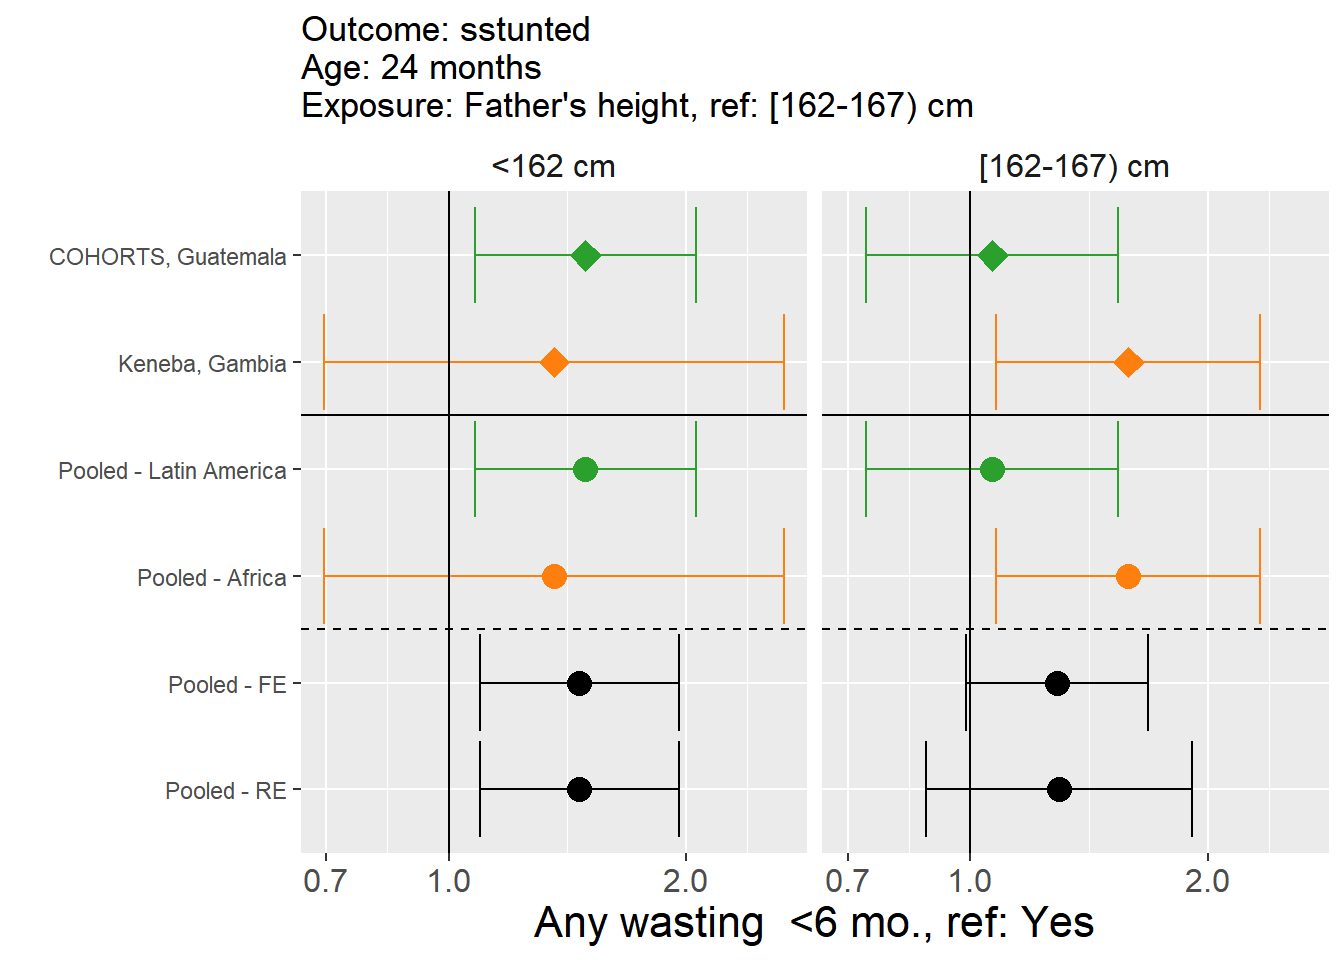 Outcome: sstunted
Age: 24 months
Exposure: Father's height, ref: [162-167) cm
<162 cm
[162-167) cm
COHORTS, Guatemala
Keneba, Gambia
Pooled - Latin America
Pooled - Africa
Pooled - FE
Pooled - RE
0.7 1.0 2.0
0.7 1.0 2.0
Any wasting  <6 mo., ref: Yes